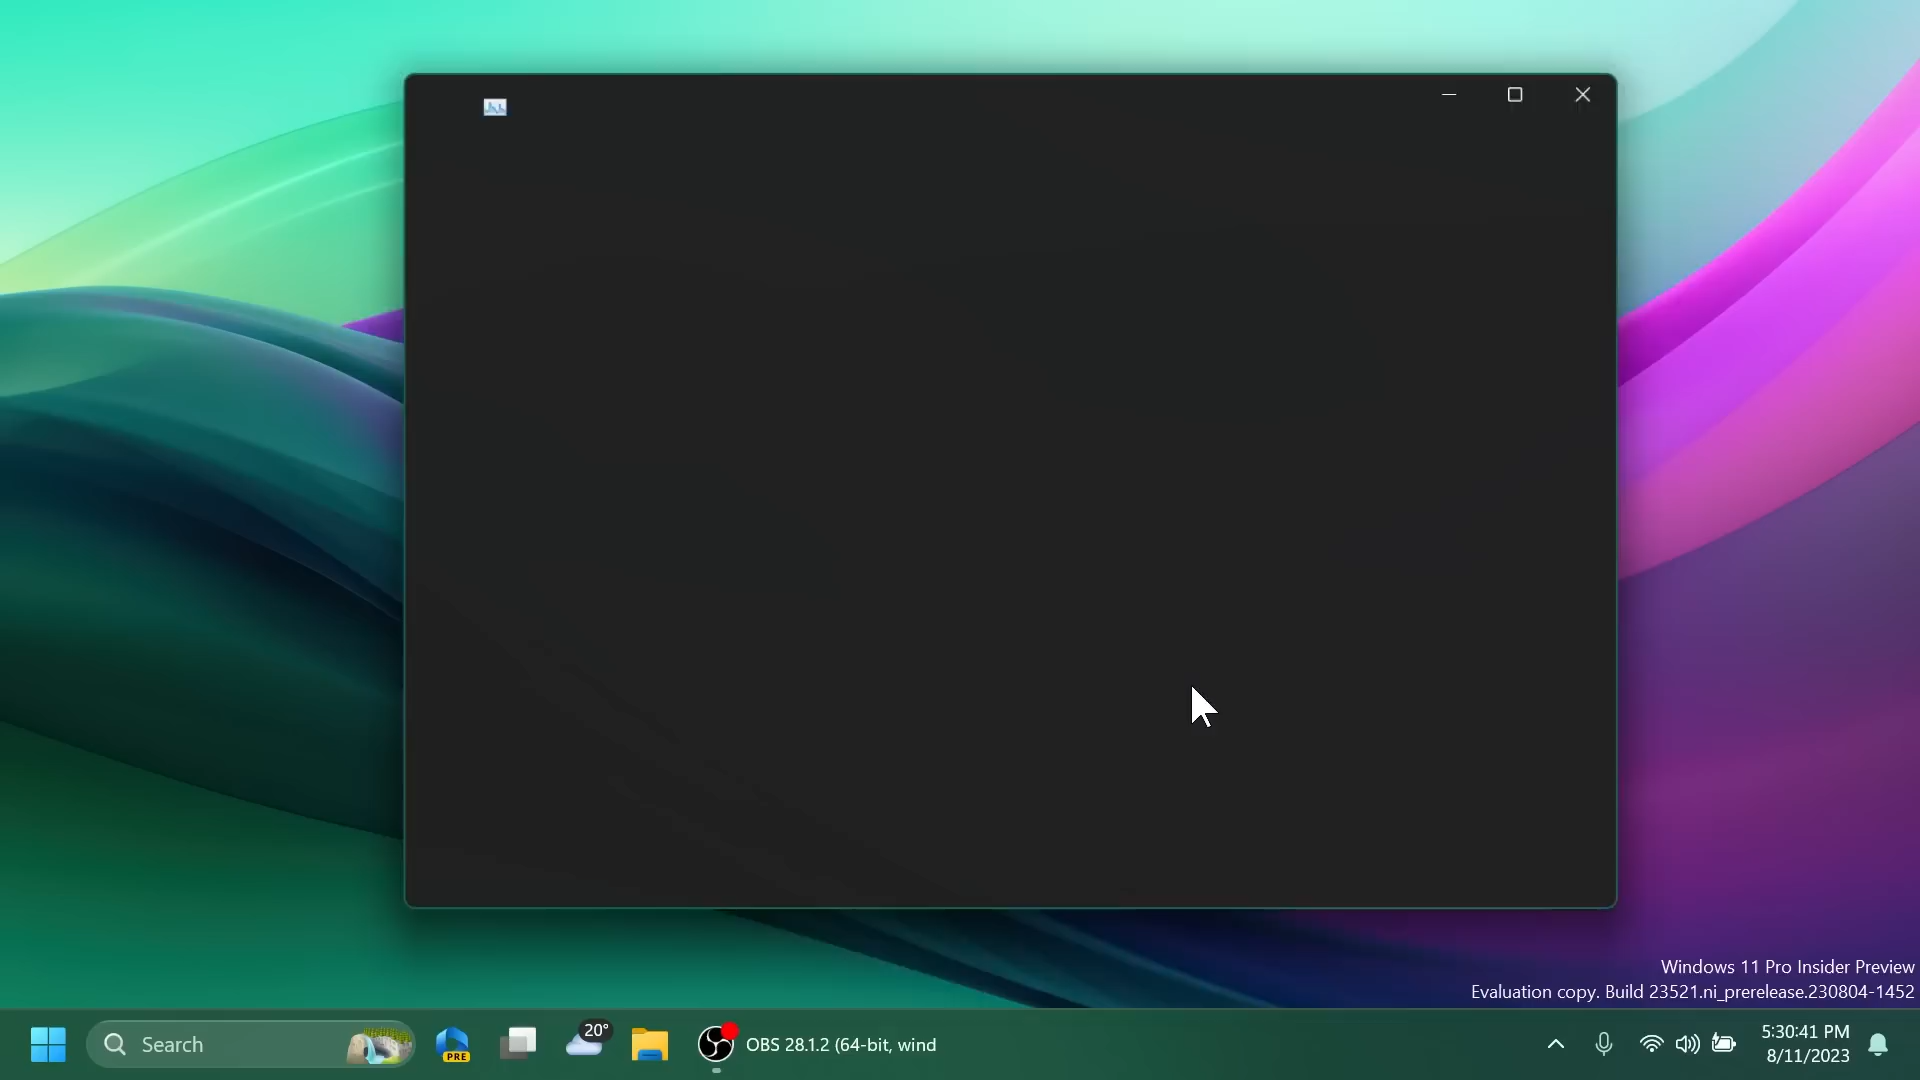 Windows 11 Pro Insider Preview
Evaluation copy. Build 23521.ni_prerelease.230804-1452
Search
PRE
20°
OBS 28.1.2 (64-bit, wind
5:30:41 PM
8/11/2023